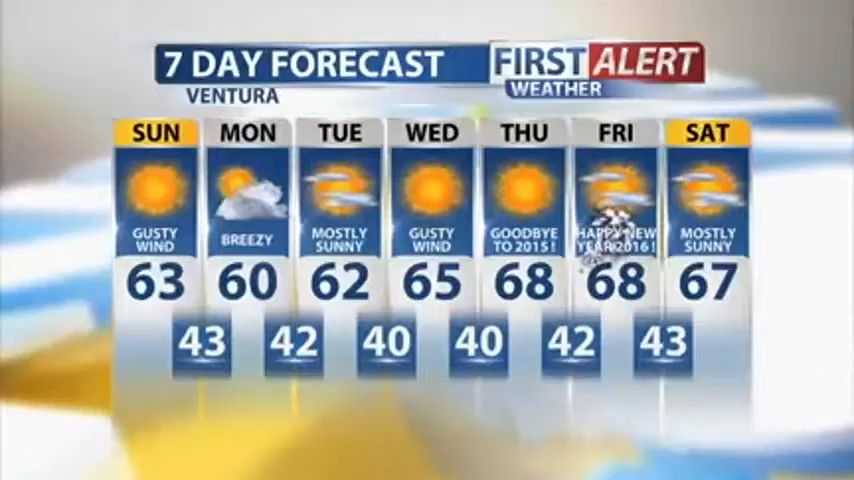 7 DAY FORECAST
FIRST ALERT
VENTURA
WEATHER
SUN MON TUE WED THU FRI SAT
GUSTY WIND
BREEZY
MOSTLY SUNNY
GUSTY WIND
GOODBYE TO 2015!
HAPPY NEW YEAR 2016!
MOSTLY SUNNY
63 60 62 65 68 68 67
43 42 40 40 42 43